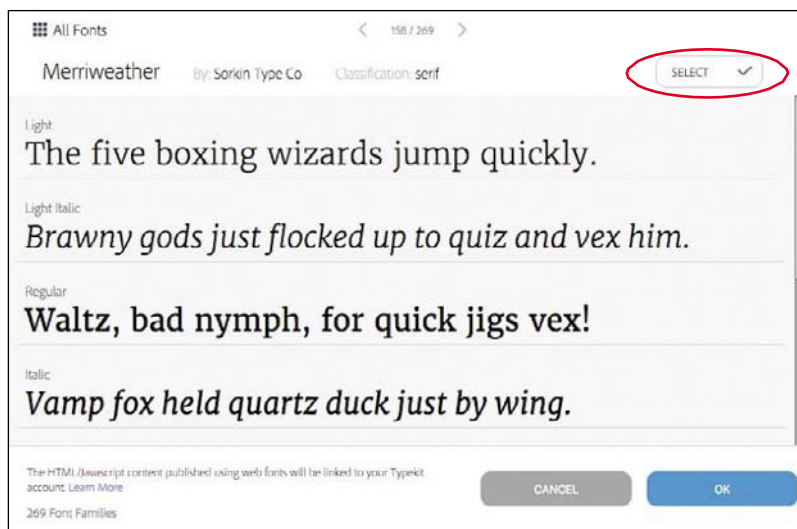 All Fonts
158 / 269
Merriweather By: Sorkin Type Co Classification: serif
SELECT
Light
The five boxing wizards jump quickly.
Light Italic
Brawny gods just flocked up to quiz and vex him.
Regular
Waltz, bad nymph, for quick jigs vex!
Italic
Vamp fox held quartz duck just by wing.
The HTML/Javascript content published using web fonts will be linked to your Typekit
account. Learn More
CANCEL
OK
269 Font Families